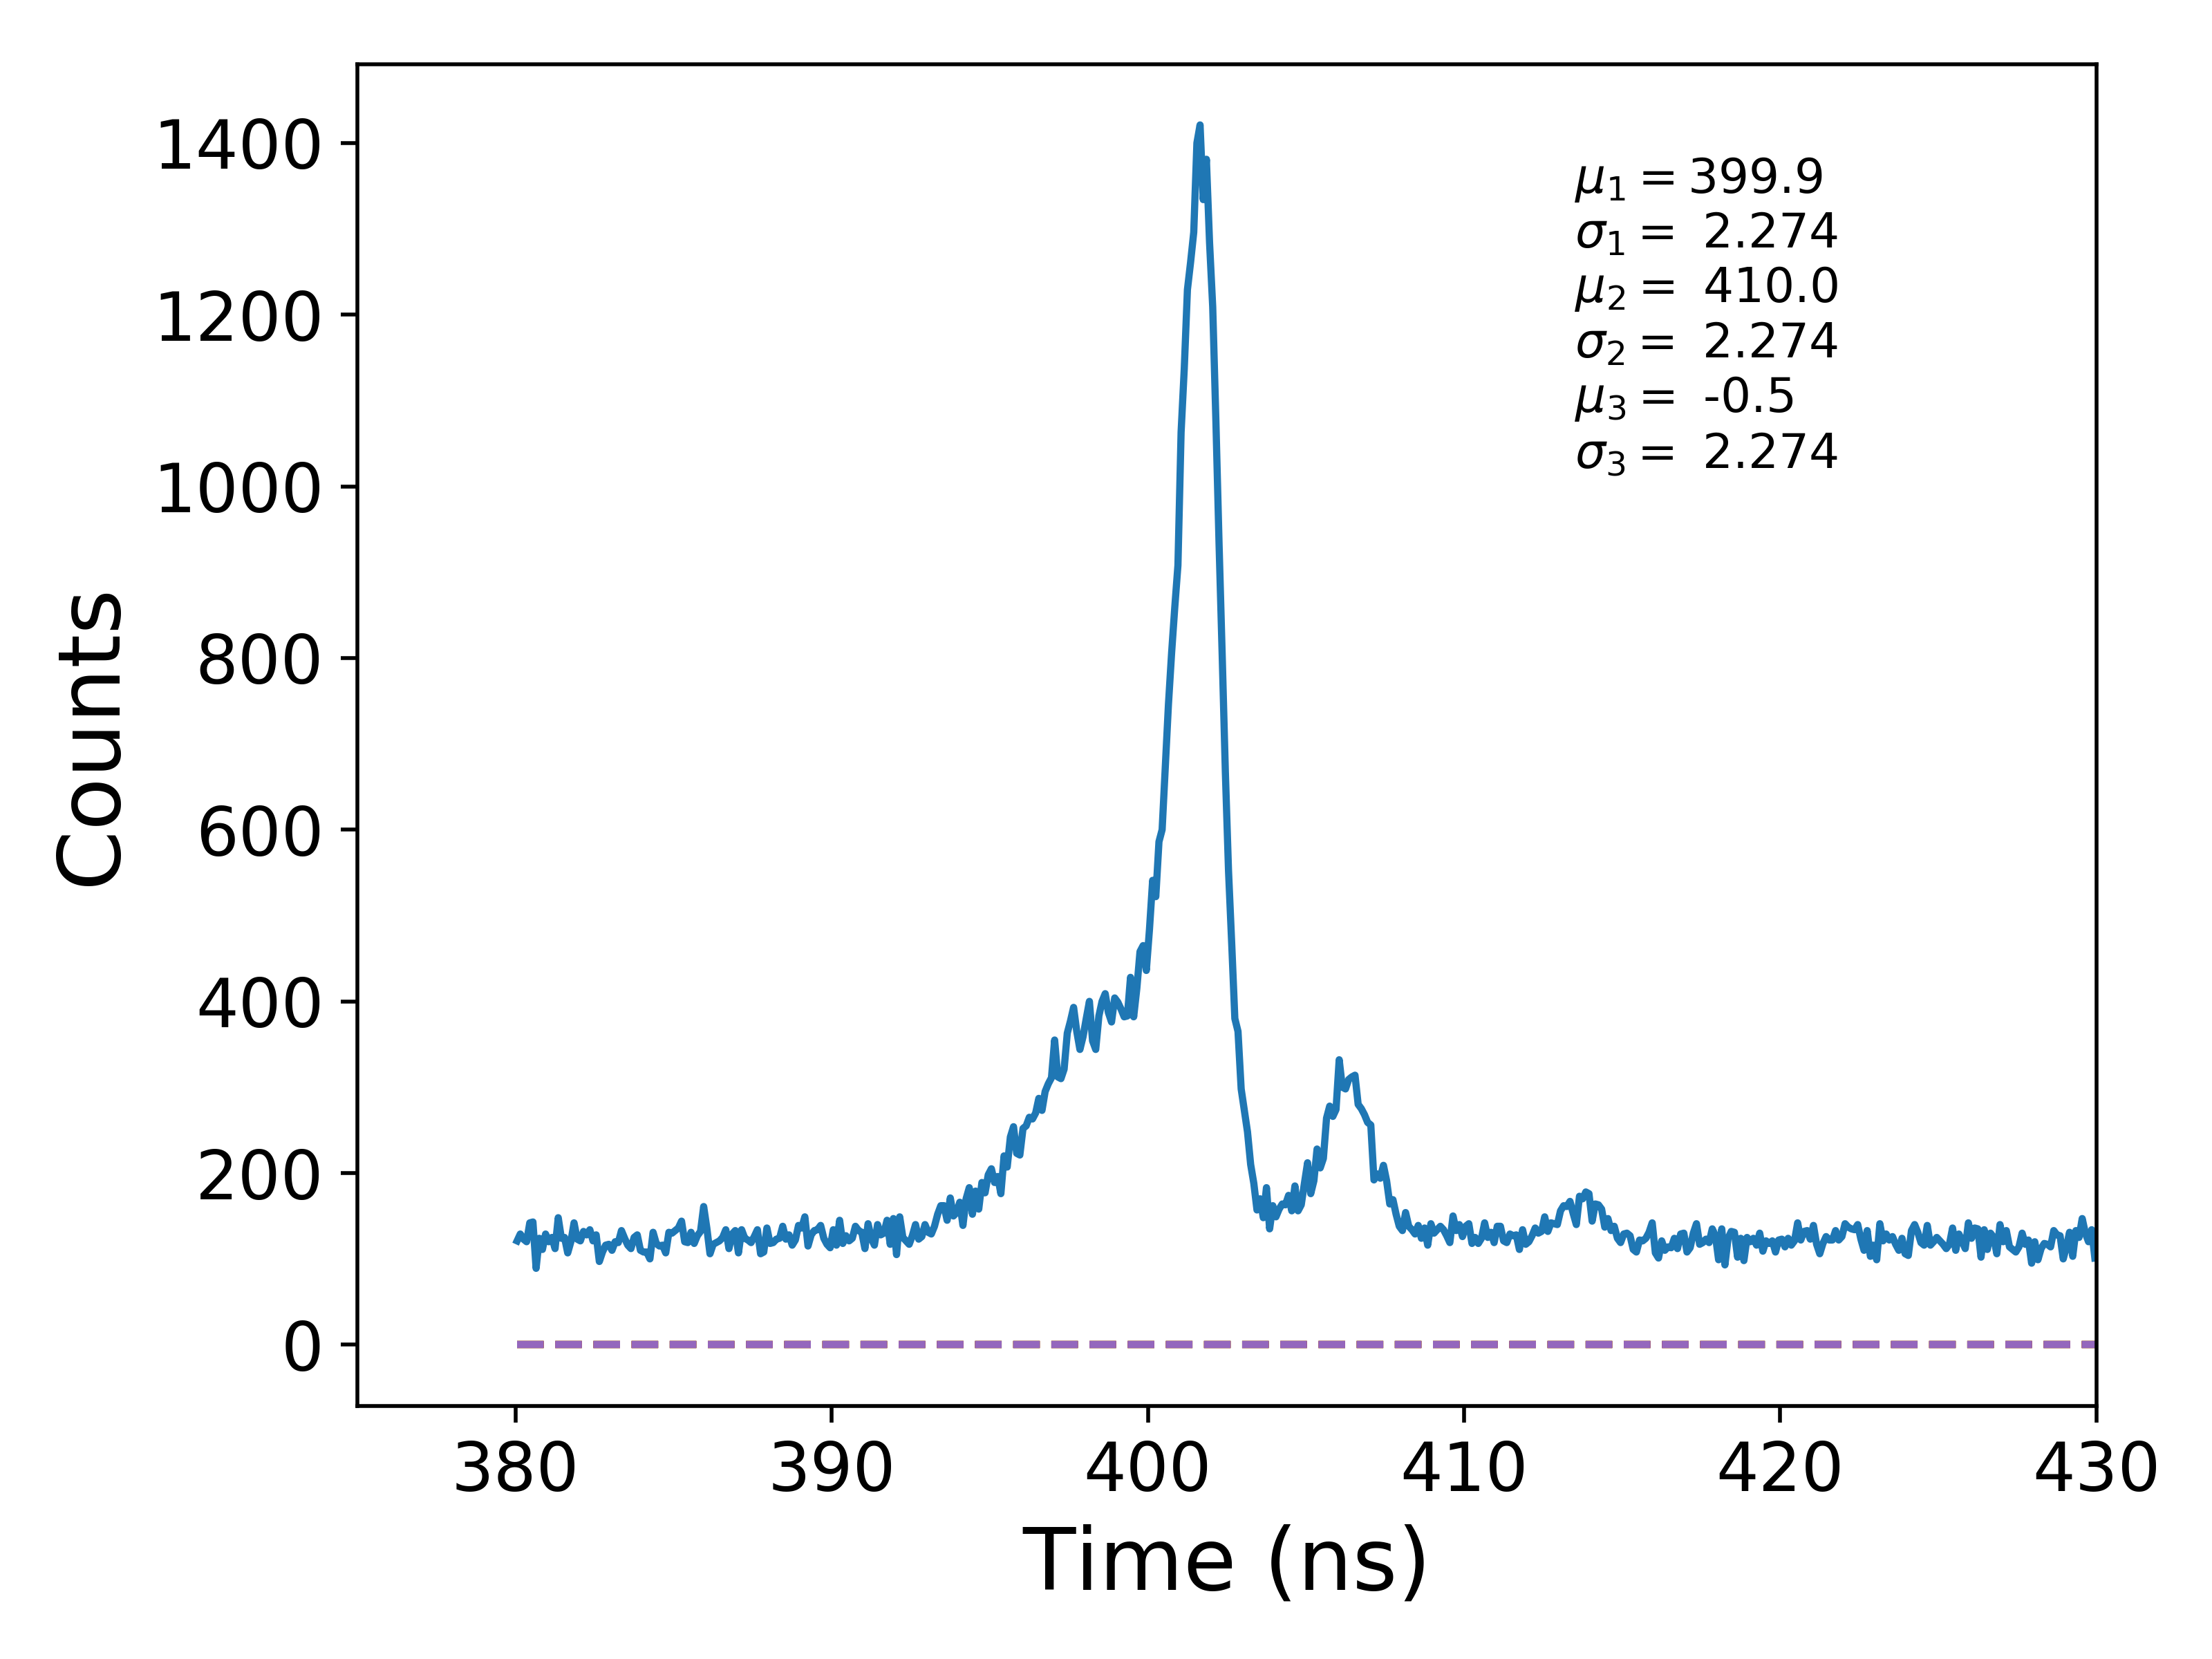 1400
1200
1000
800
600
400
200
0
Counts
μ₁ = 399.9
σ₁ = 2.274
μ₂ = 410.0
σ₂ = 2.274
μ₃ = -0.5
σ₃ = 2.274
380 390 400 410 420 430
Time (ns)